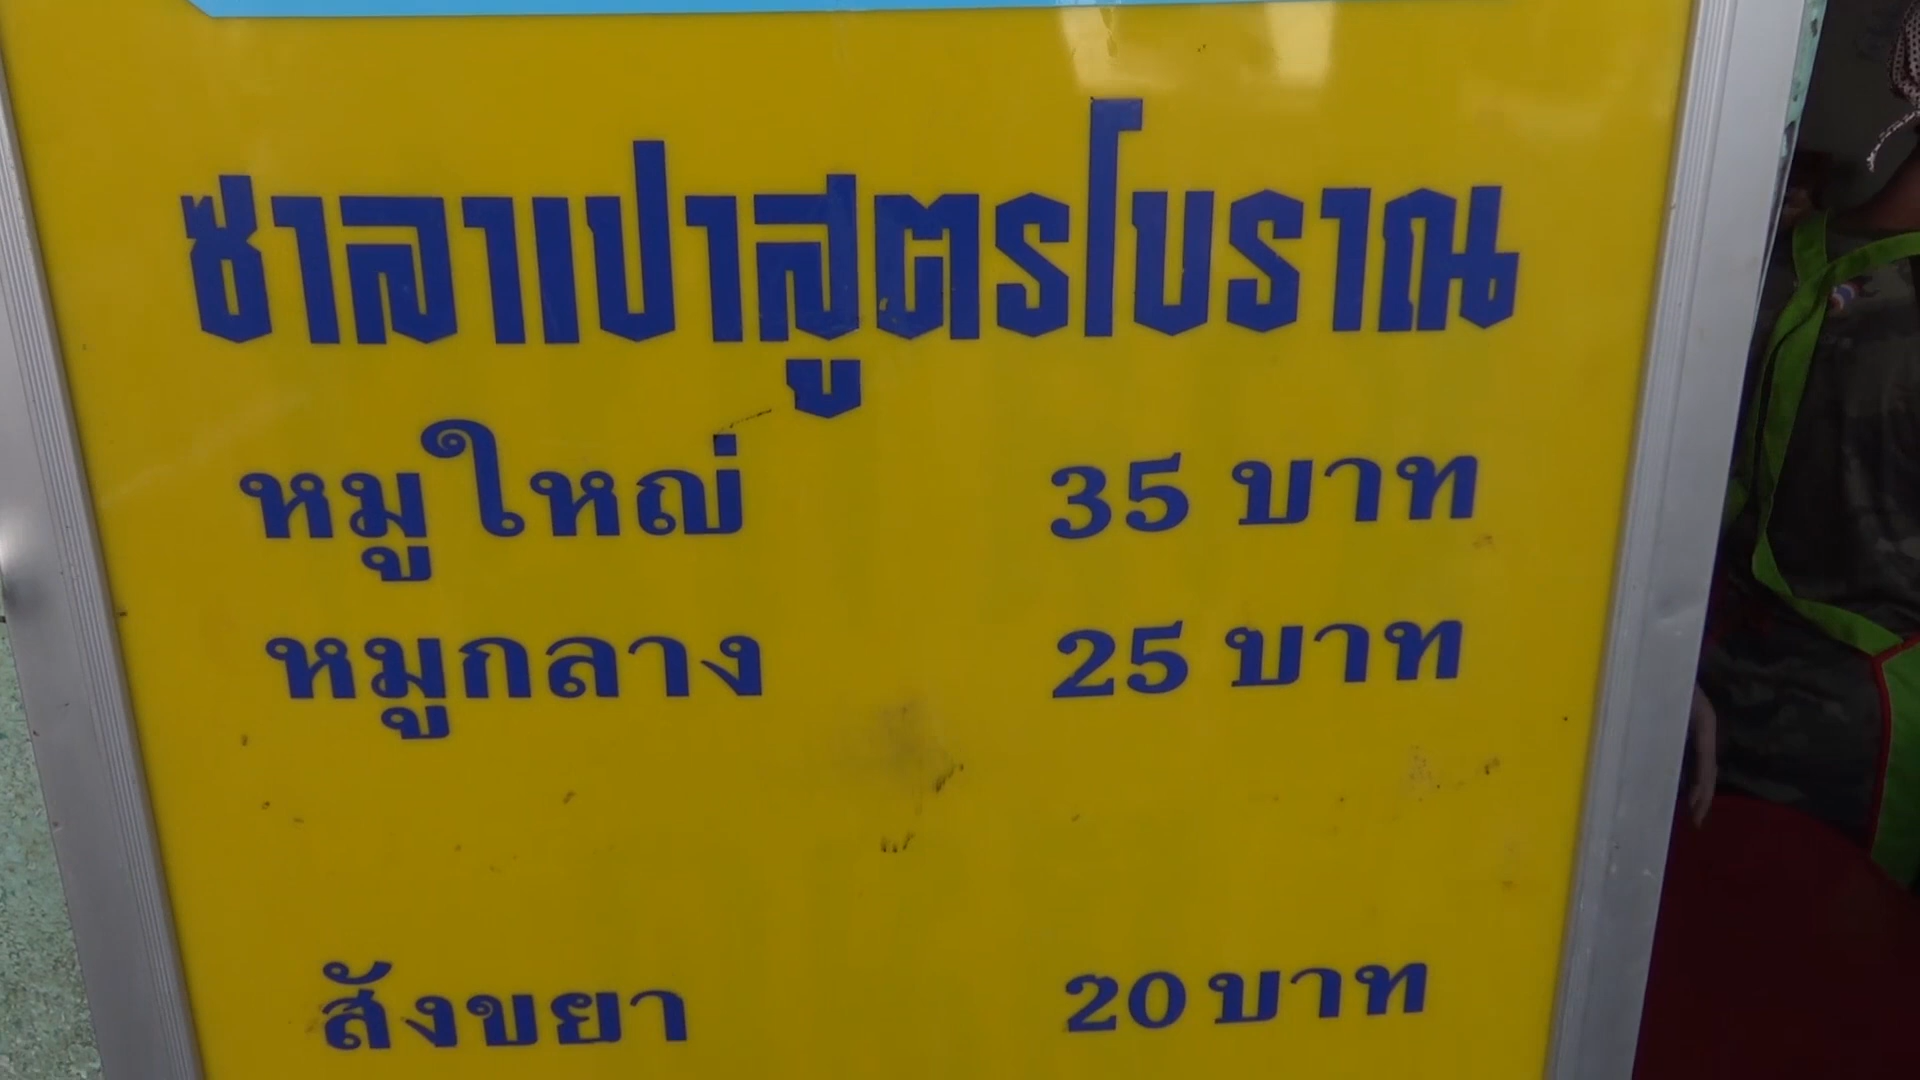 ซาลาเปาสูตรโบราณ
หมูใหญ่ 35 บาท
หมูกลาง 25 บาท
สังขยา 20 บาท